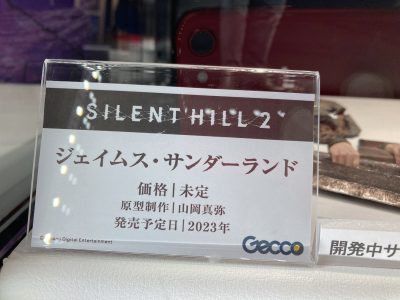 SILENT HILL 2
ジェイムス・サンダーランド
価格|未定
原型制作|山岡真弥
発売予定日|2023年
Digital Entertainment
Gecco
開発中サ